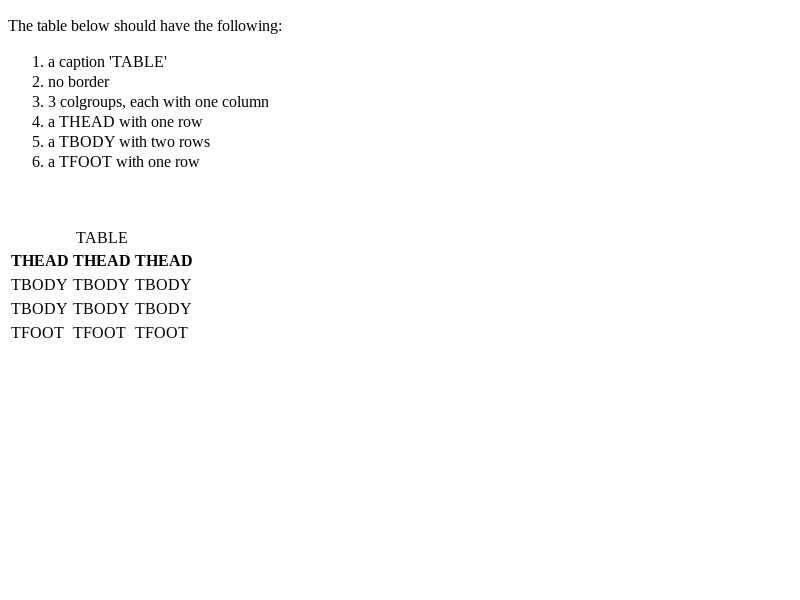 The table below should have the following:
1. a caption 'TABLE'
2. no border
3. 3 colgroups, each with one column
4. a THEAD with one row
5. a TBODY with two rows
6. a TFOOT with one row
TABLE
THEAD THEAD THEAD
TBODY TBODY TBODY
TBODY TBODY TBODY
TFOOT TFOOT TFOOT